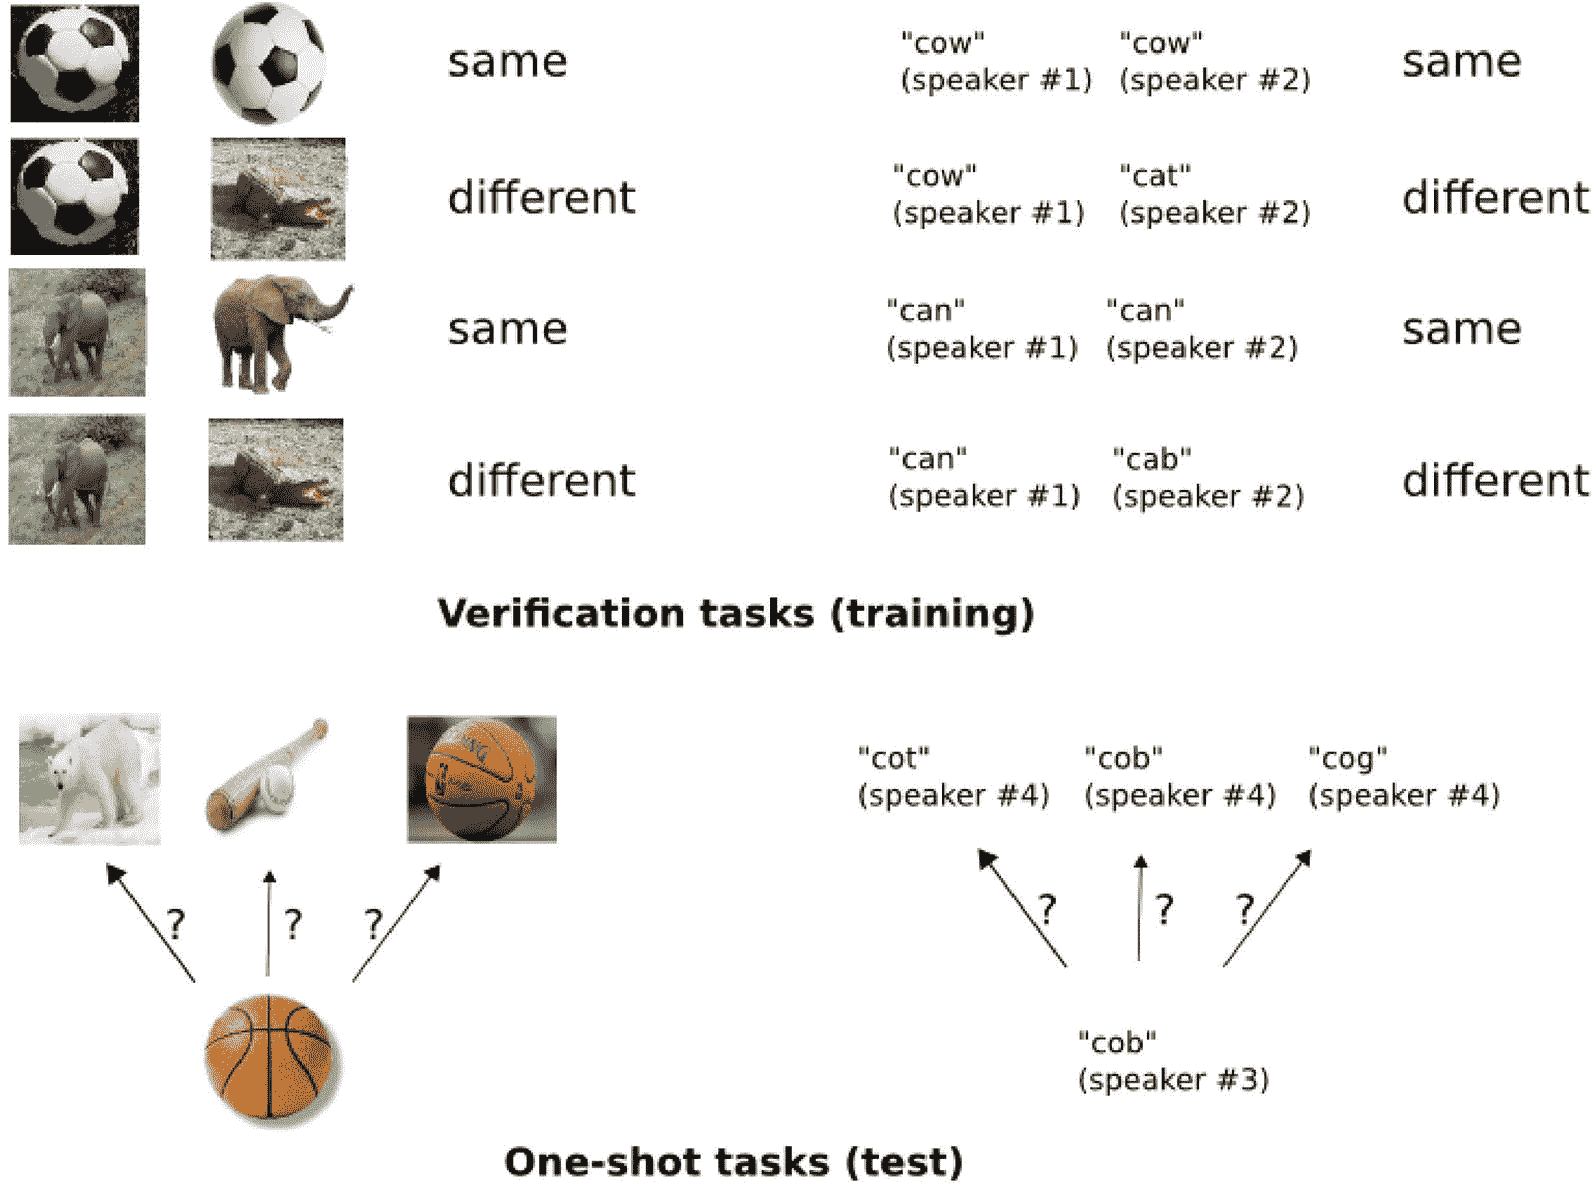 same
"cow" "cow"
(speaker #1) (speaker #2)
same
different
"cow" "cat"
(speaker #1) (speaker #2)
different
same
"can" "can"
(speaker #1) (speaker #2)
same
different
"can" "cab"
(speaker #1) (speaker #2)
different
Verification tasks (training)
"cot" "cob" "cog"
(speaker #4) (speaker #4) (speaker #4)
? ? ?
? ? ?
"cob"
(speaker #3)
One-shot tasks (test)